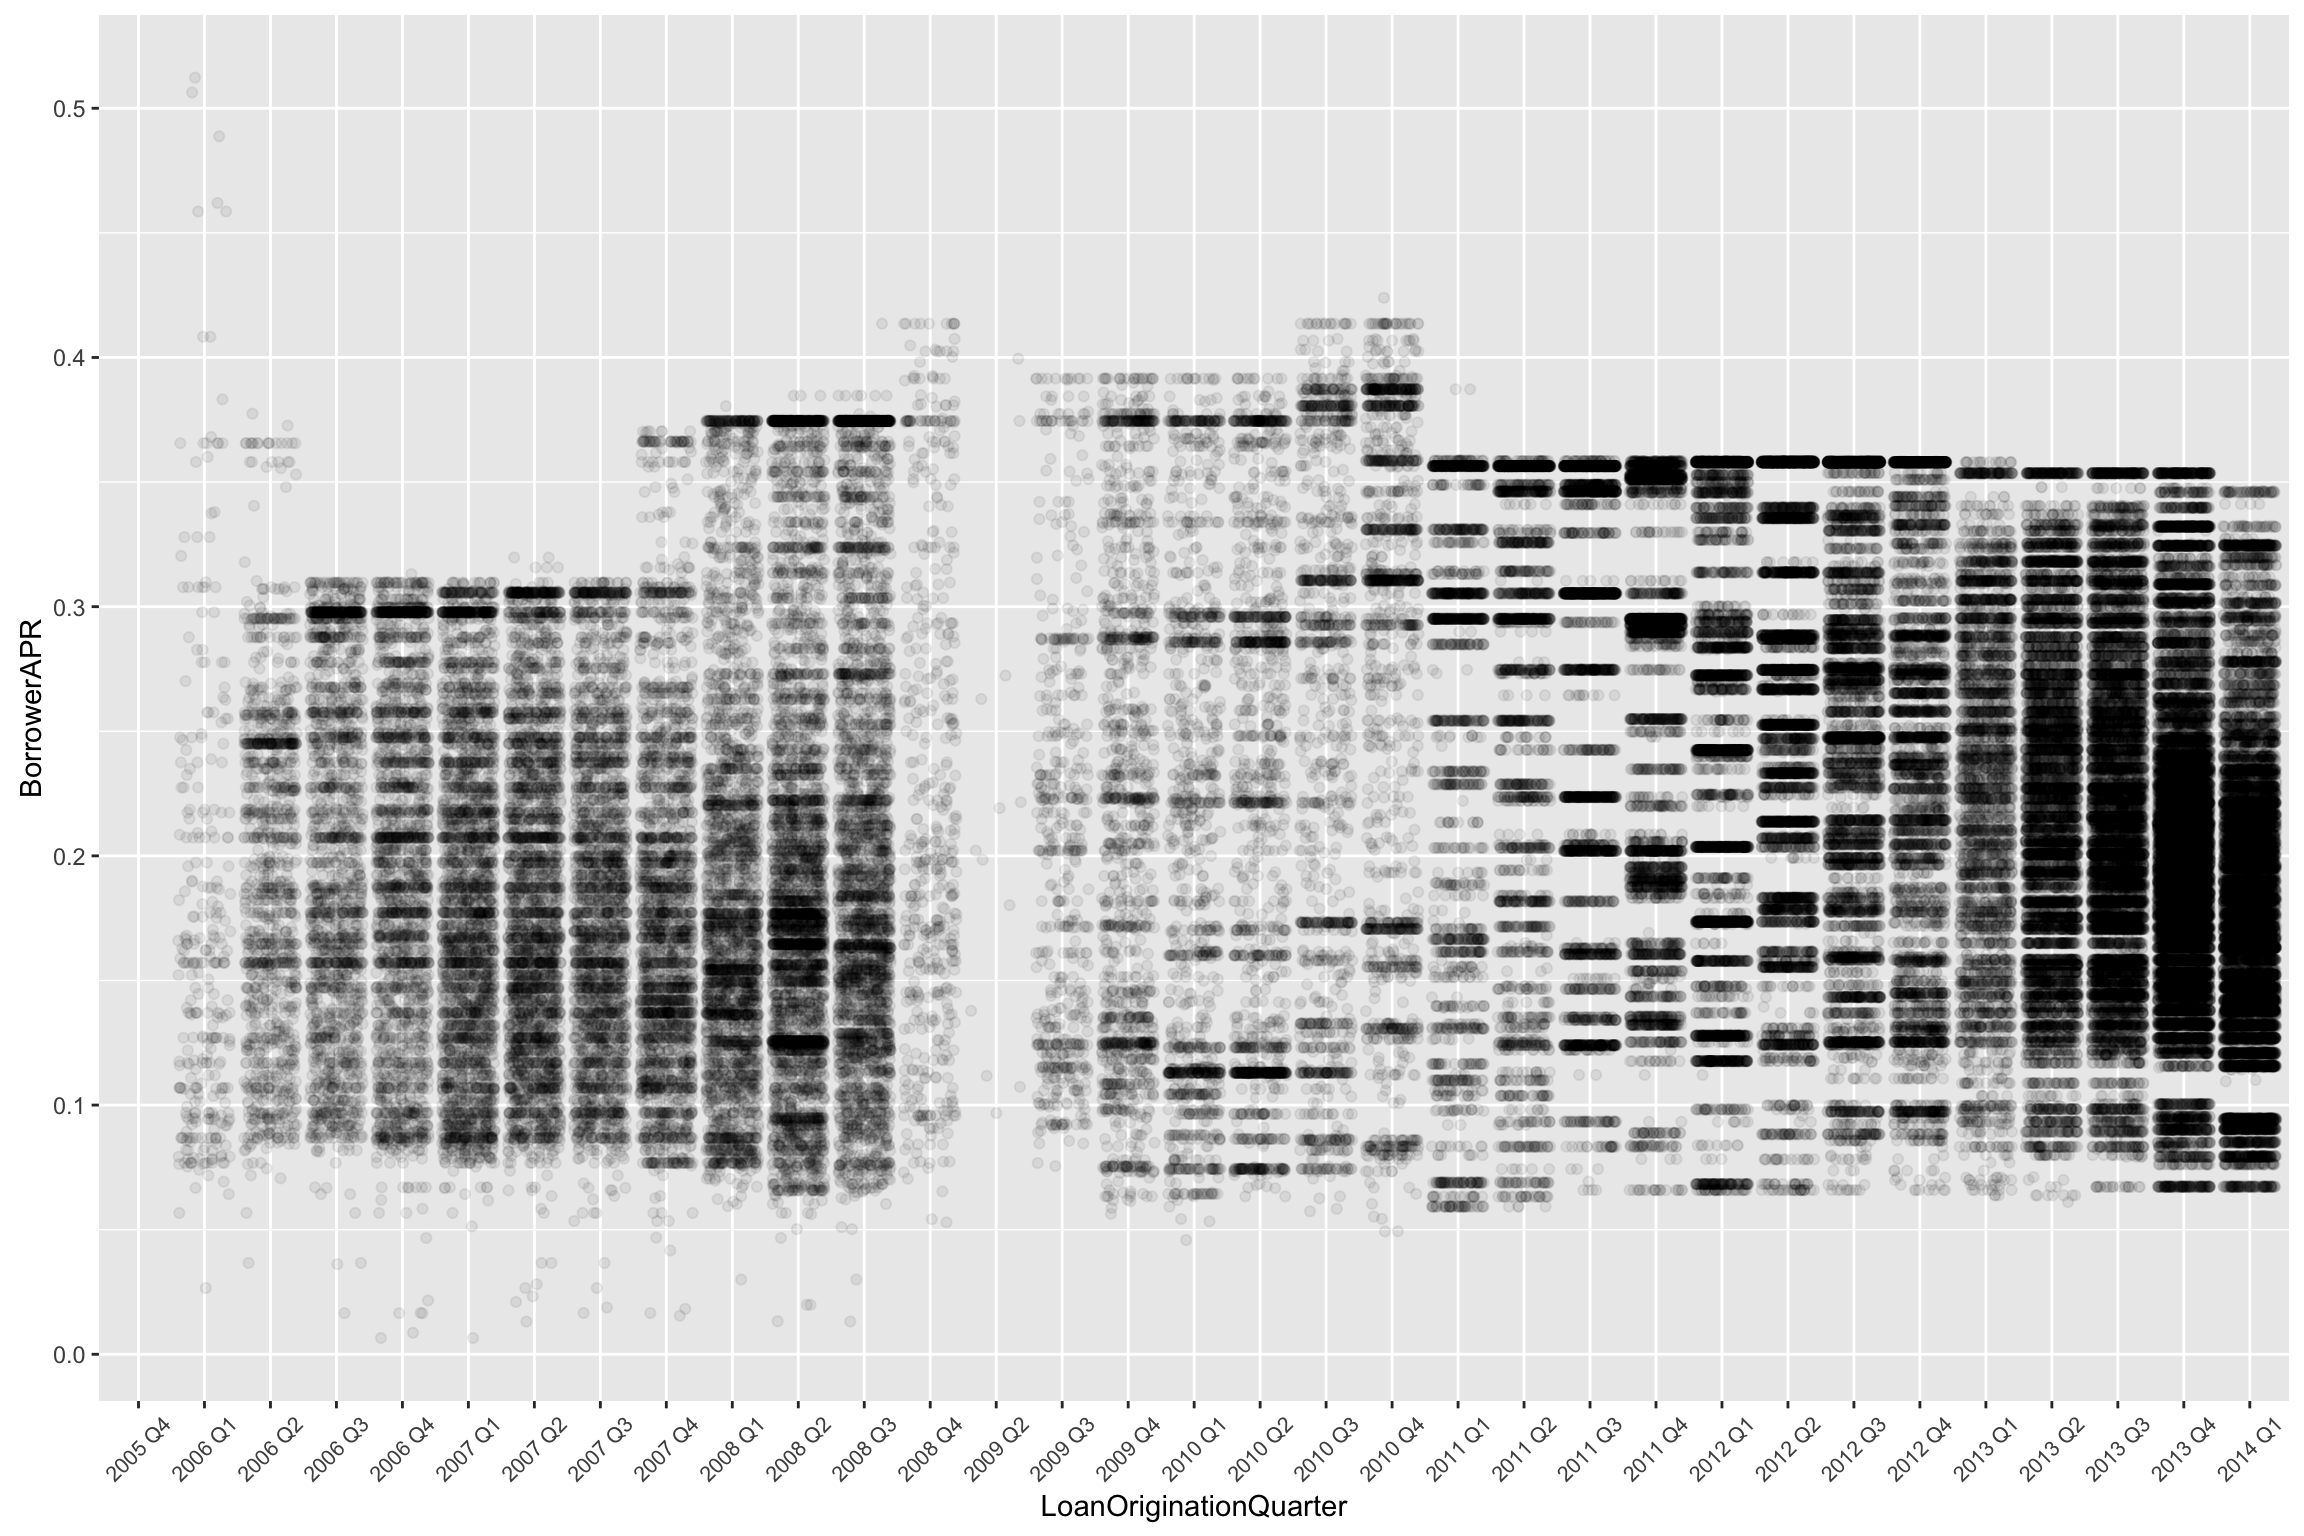 0.5
0.4
0.3
0.2
0.1
0.0
BorrowerAPR
2005 Q4
2006 Q1
2006 Q2
2006 Q3
2006 Q4
2007 Q1
2007 Q2
2007 Q3
2007 Q4
2008 Q1
2008 Q2
2008 Q3
2008 Q4
2009 Q2
2009 Q3
2009 Q4
2010 Q1
2010 Q2
2010 Q3
2010 Q4
2011 Q1
2011 Q2
2011 Q3
2011 Q4
2012 Q1
2012 Q2
2012 Q3
2012 Q4
2013 Q1
2013 Q2
2013 Q3
2013 Q4
2014 Q1
LoanOriginationQuarter